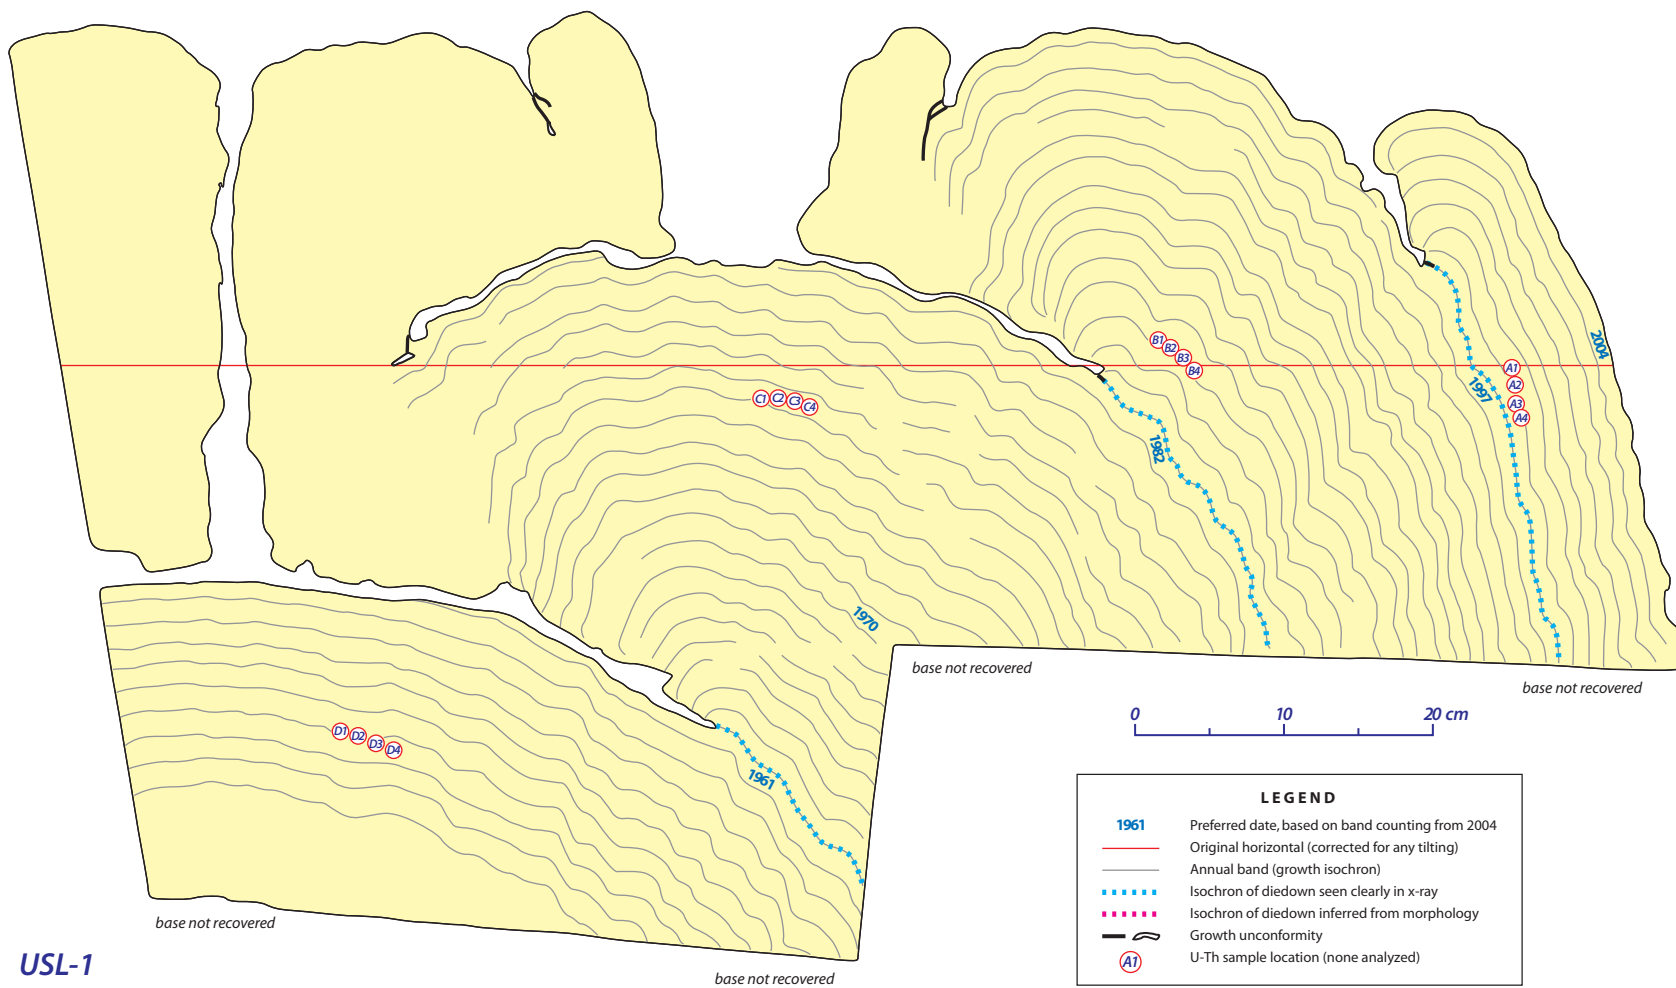 2004
B1
B2
B3
B4
A1
A2
A3
A4
1997
C1
C2
C3
C4
1982
1970
base not recovered
base not recovered
D1
D2
D3
D4
0 10 20 cm
1961
LEGEND
1961 Preferred date, based on band counting from 2004
Original horizontal (corrected for any tilting)
Annual band (growth isochron)
Isochron of diedown seen clearly in x-ray
Isochron of diedown inferred from morphology
Growth unconformity
A1 U-Th sample location (none analyzed)
base not recovered
USL-1
base not recovered